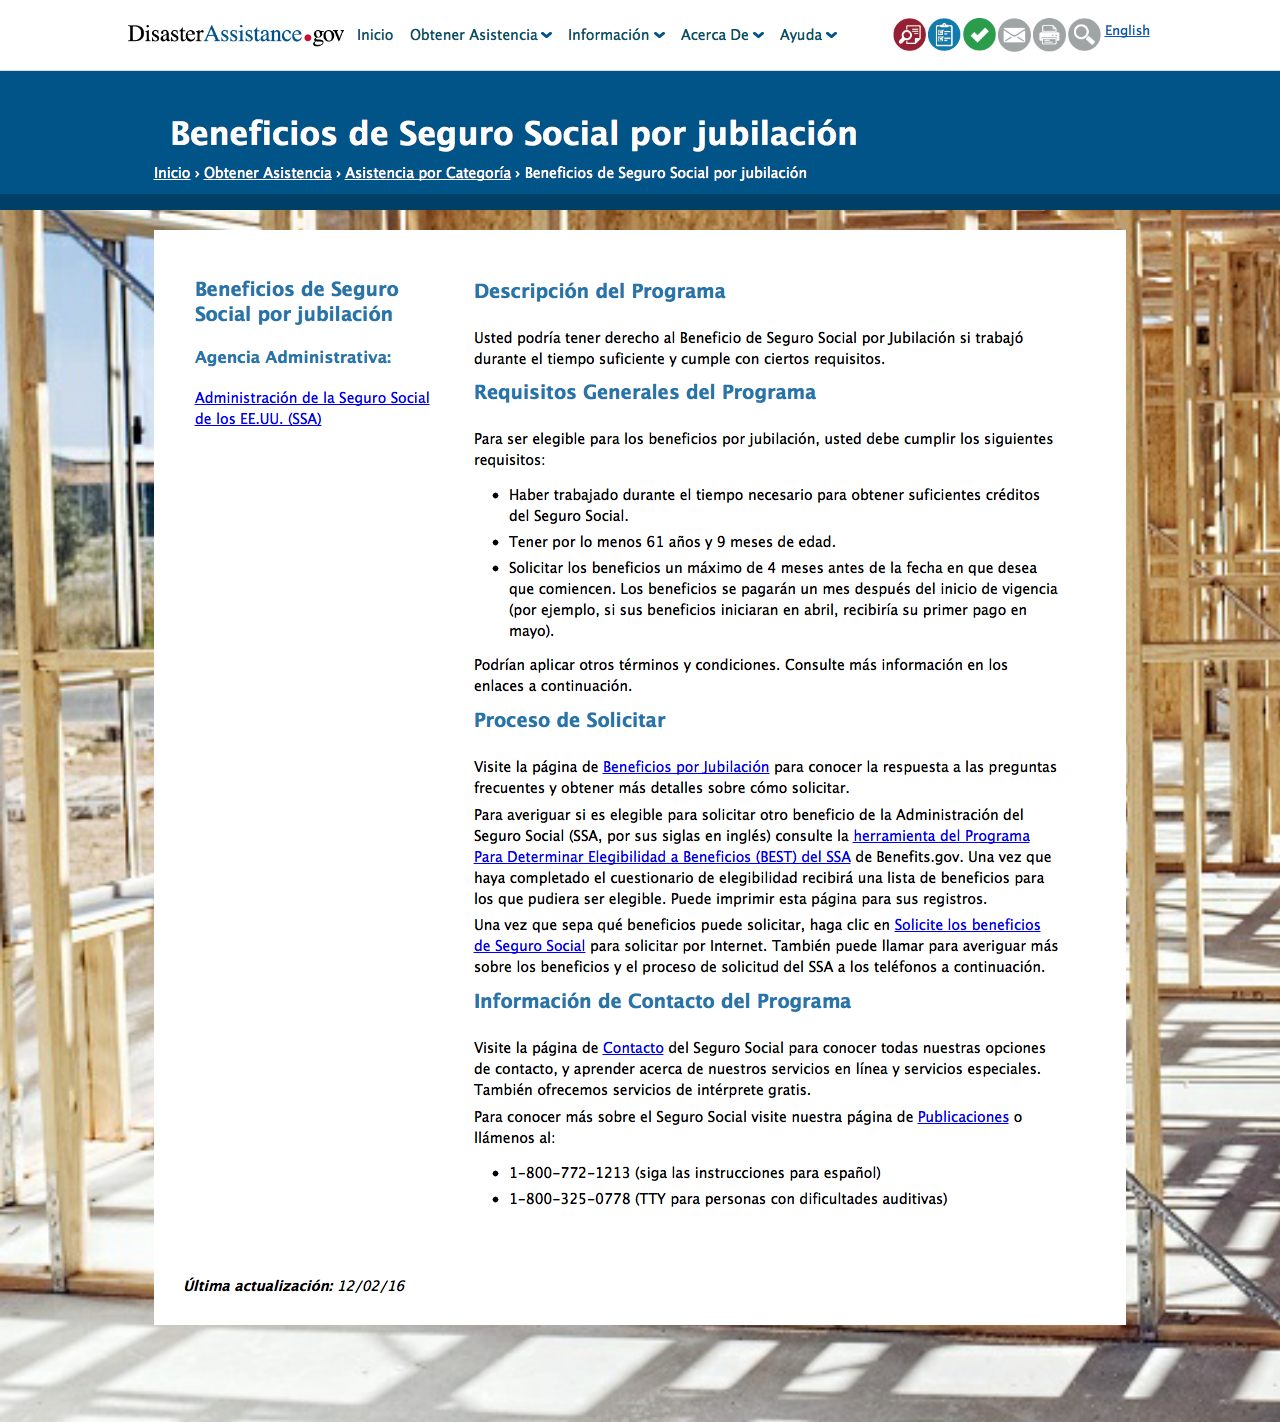 DisasterAssistance.gov Inicio Obtener Asistencia Información Acerca De Ayuda English
Beneficios de Seguro Social por jubilación
Inicio › Obtener Asistencia › Asistencia por Categoría › Beneficios de Seguro Social por jubilación
Beneficios de Seguro
Social por jubilación
Agencia Administrativa:
Administración de la Seguro Social
de los EE.UU. (SSA)
Descripción del Programa
Usted podría tener derecho al Beneficio de Seguro Social por Jubilación si trabajó
durante el tiempo suficiente y cumple con ciertos requisitos.
Requisitos Generales del Programa
Para ser elegible para los beneficios por jubilación, usted debe cumplir los siguientes
requisitos:
• Haber trabajado durante el tiempo necesario para obtener suficientes créditos
del Seguro Social.
• Tener por lo menos 61 años y 9 meses de edad.
• Solicitar los beneficios un máximo de 4 meses antes de la fecha en que desea
que comiencen. Los beneficios se pagarán un mes después del inicio de vigencia
(por ejemplo, si sus beneficios iniciaran en abril, recibiría su primer pago en
mayo).
Podrían aplicar otros términos y condiciones. Consulte más información en los
enlaces a continuación.
Proceso de Solicitar
Visite la página de Beneficios por Jubilación para conocer la respuesta a las preguntas
frecuentes y obtener más detalles sobre cómo solicitar.
Para averiguar si es elegible para solicitar otro beneficio de la Administración del
Seguro Social (SSA, por sus siglas en inglés) consulte la herramienta del Programa
Para Determinar Elegibilidad a Beneficios (BEST) del SSA de Benefits.gov. Una vez que
haya completado el cuestionario de elegibilidad recibirá una lista de beneficios para
los que pudiera ser elegible. Puede imprimir esta página para sus registros.
Una vez que sepa qué beneficios puede solicitar, haga clic en Solicite los beneficios
de Seguro Social para solicitar por Internet. También puede llamar para averiguar más
sobre los beneficios y el proceso de solicitud del SSA a los teléfonos a continuación.
Información de Contacto del Programa
Visite la página de Contacto del Seguro Social para conocer todas nuestras opciones
de contacto, y aprender acerca de nuestros servicios en línea y servicios especiales.
También ofrecemos servicios de intérprete gratis.
Para conocer más sobre el Seguro Social visite nuestra página de Publicaciones o
llámenos al:
• 1-800-772-1213 (siga las instrucciones para español)
• 1-800-325-0778 (TTY para personas con dificultades auditivas)
Última actualización: 12/02/16